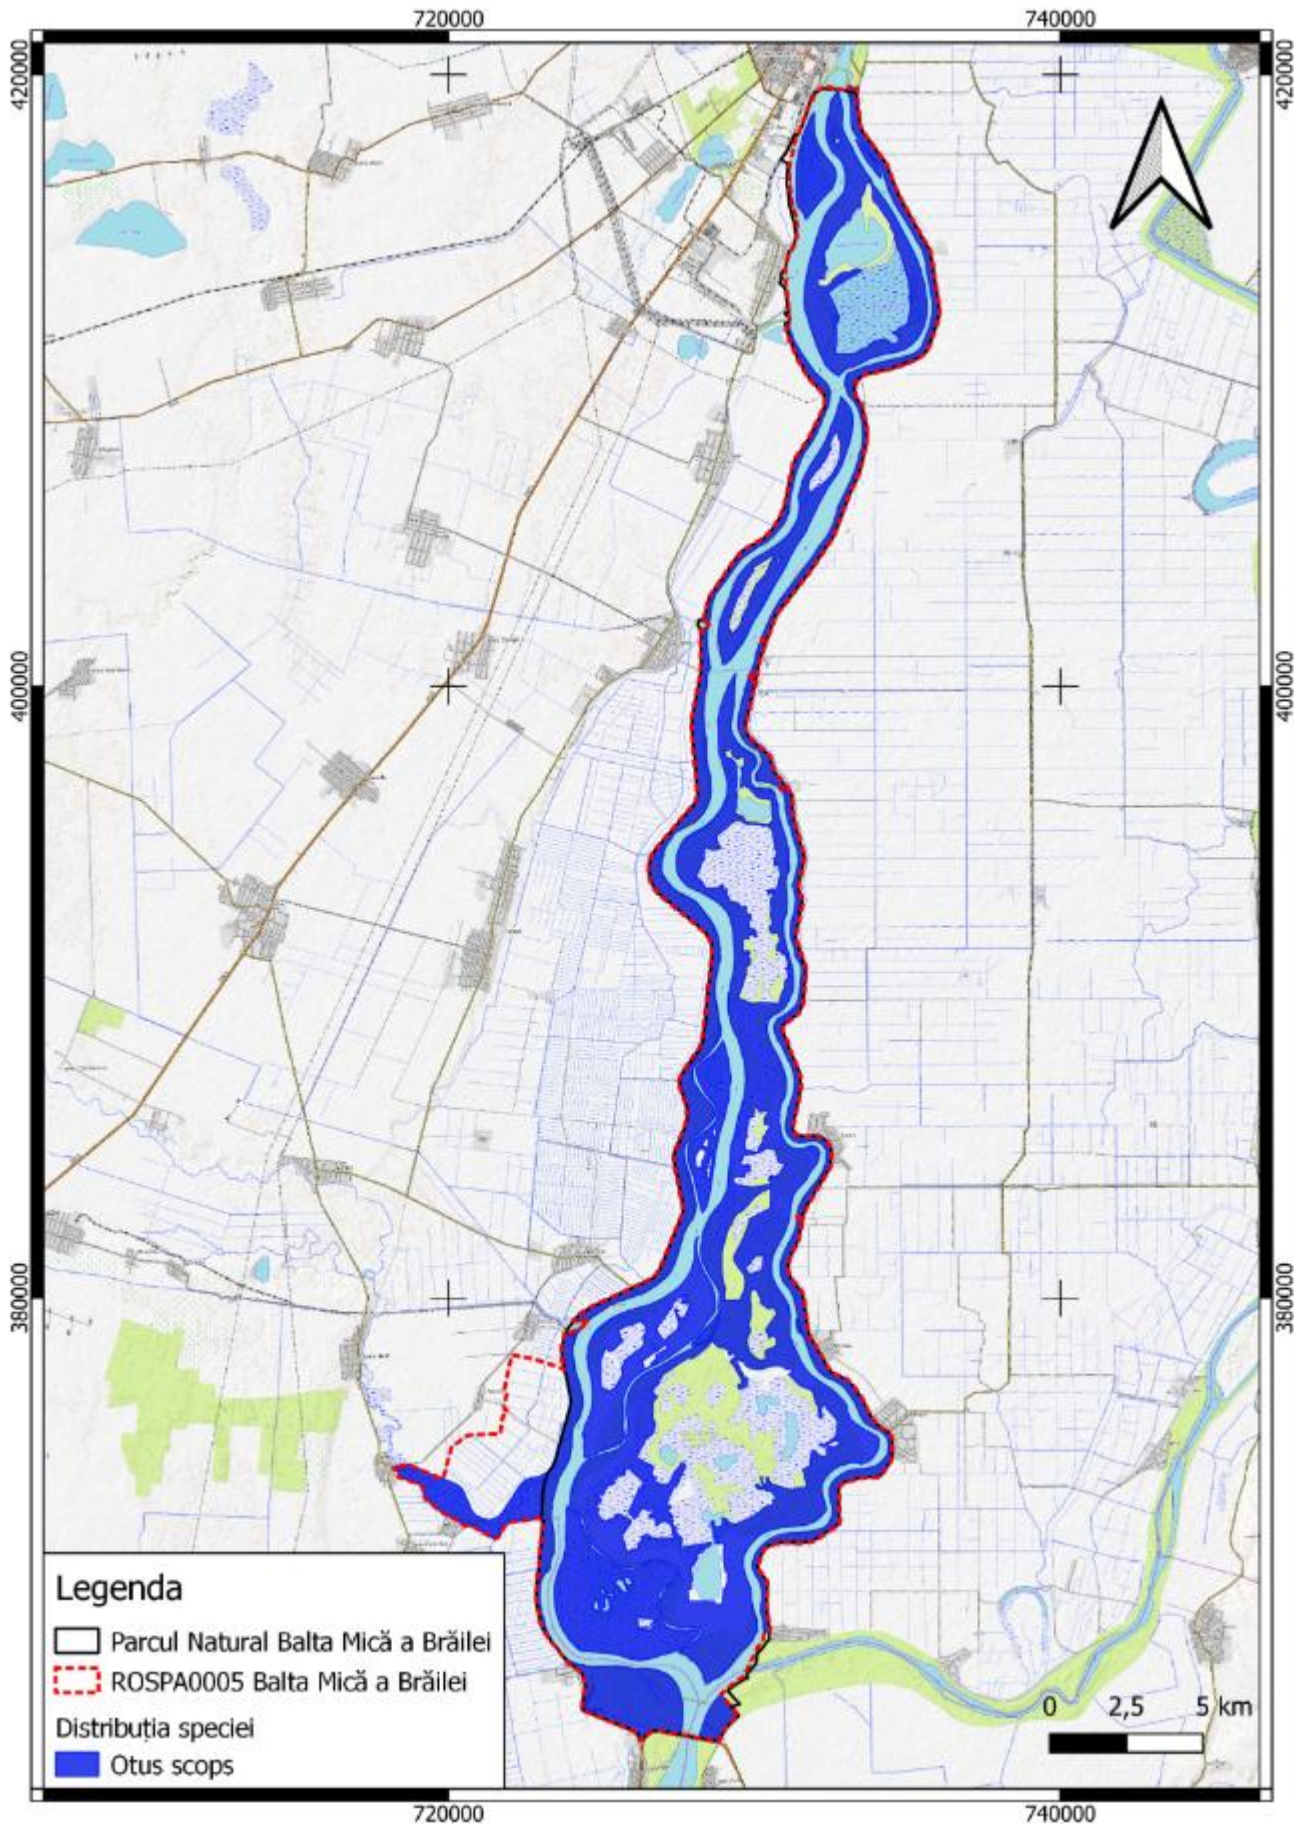 720000 740000
420000 420000
400000 400000
380000 380000
Legenda
Parcul Natural Balta Mică a Brăilei
ROSPA0005 Balta Mică a Brăilei
Distribuția speciei
Otus scops
0 2,5 5 km
720000 740000